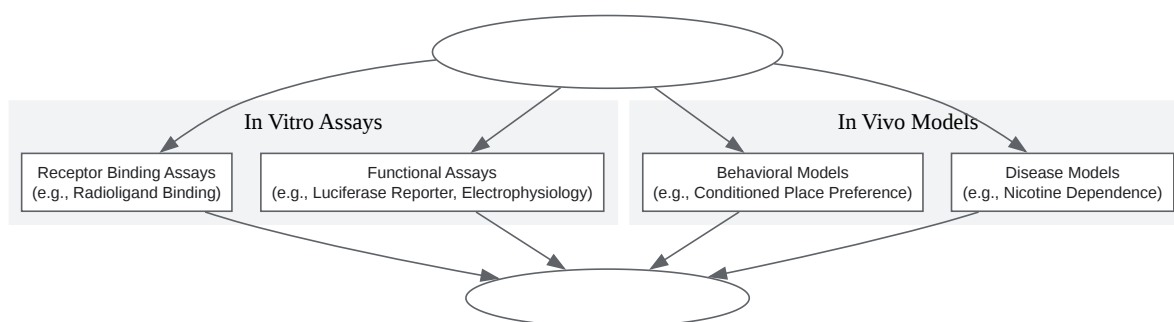 In Vitro Assays
In Vivo Models
Receptor Binding Assays
(e.g., Radioligand Binding)
Functional Assays
(e.g., Luciferase Reporter, Electrophysiology)
Behavioral Models
(e.g., Conditioned Place Preference)
Disease Models
(e.g., Nicotine Dependence)